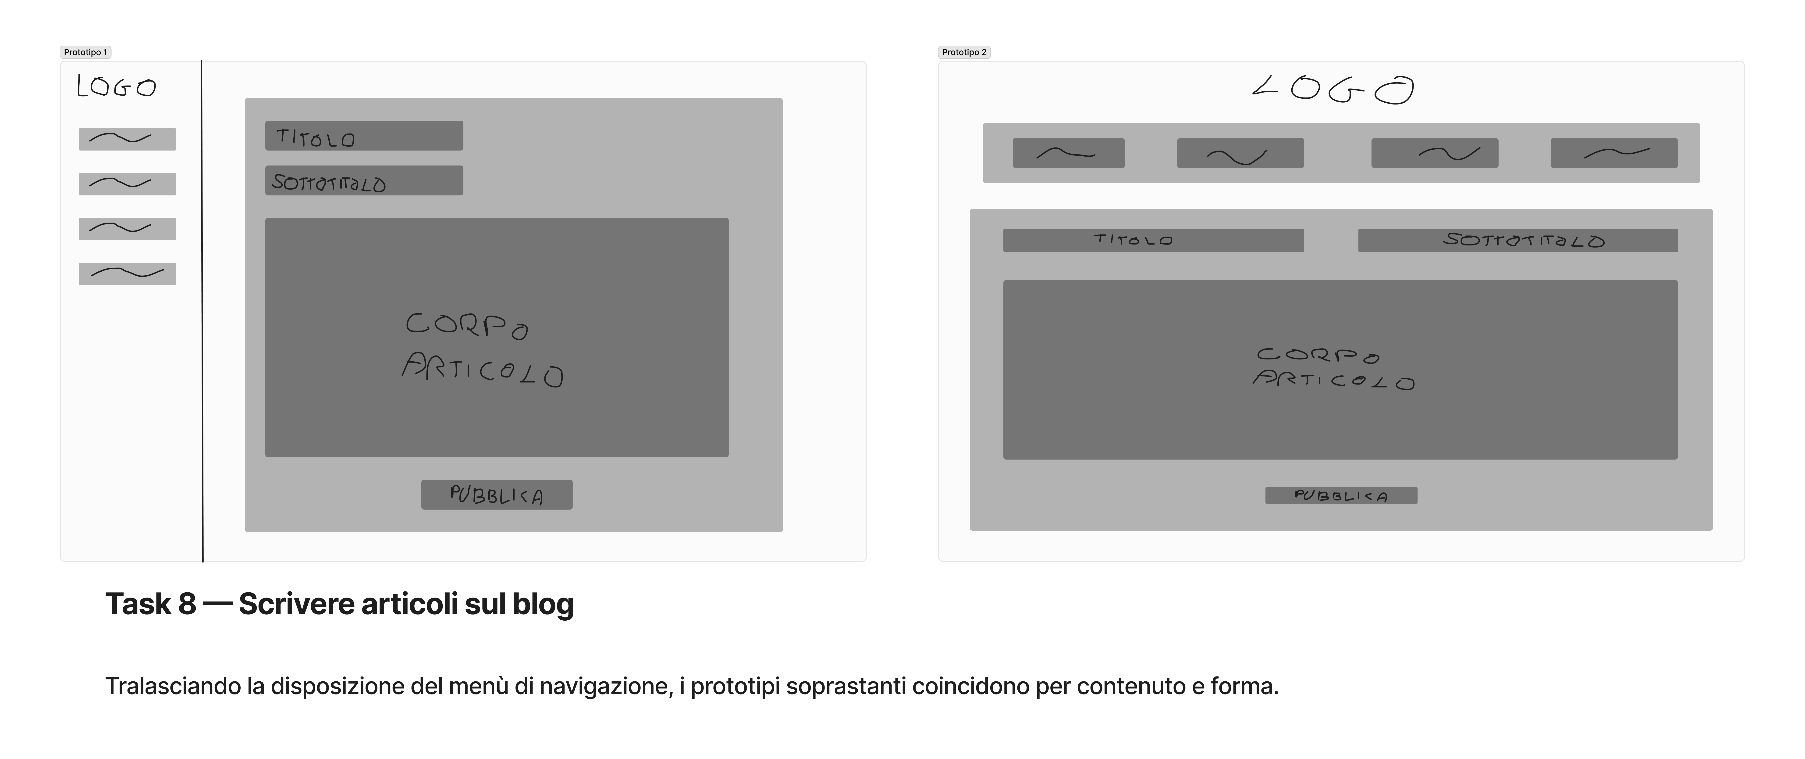 Prototipo 1
LOGO
TITOLO
SOTTOTITOLO
CORPO
ARTICOLO
PUBBLICA
Prototipo 2
LOGO
TITOLO
SOTTOTITOLO
CORPO
ARTICOLO
PUBBLICA
Task 8 — Scrivere articoli sul blog
Tralasciando la disposizione del menù di navigazione, i prototipi soprastanti coincidono per contenuto e forma.